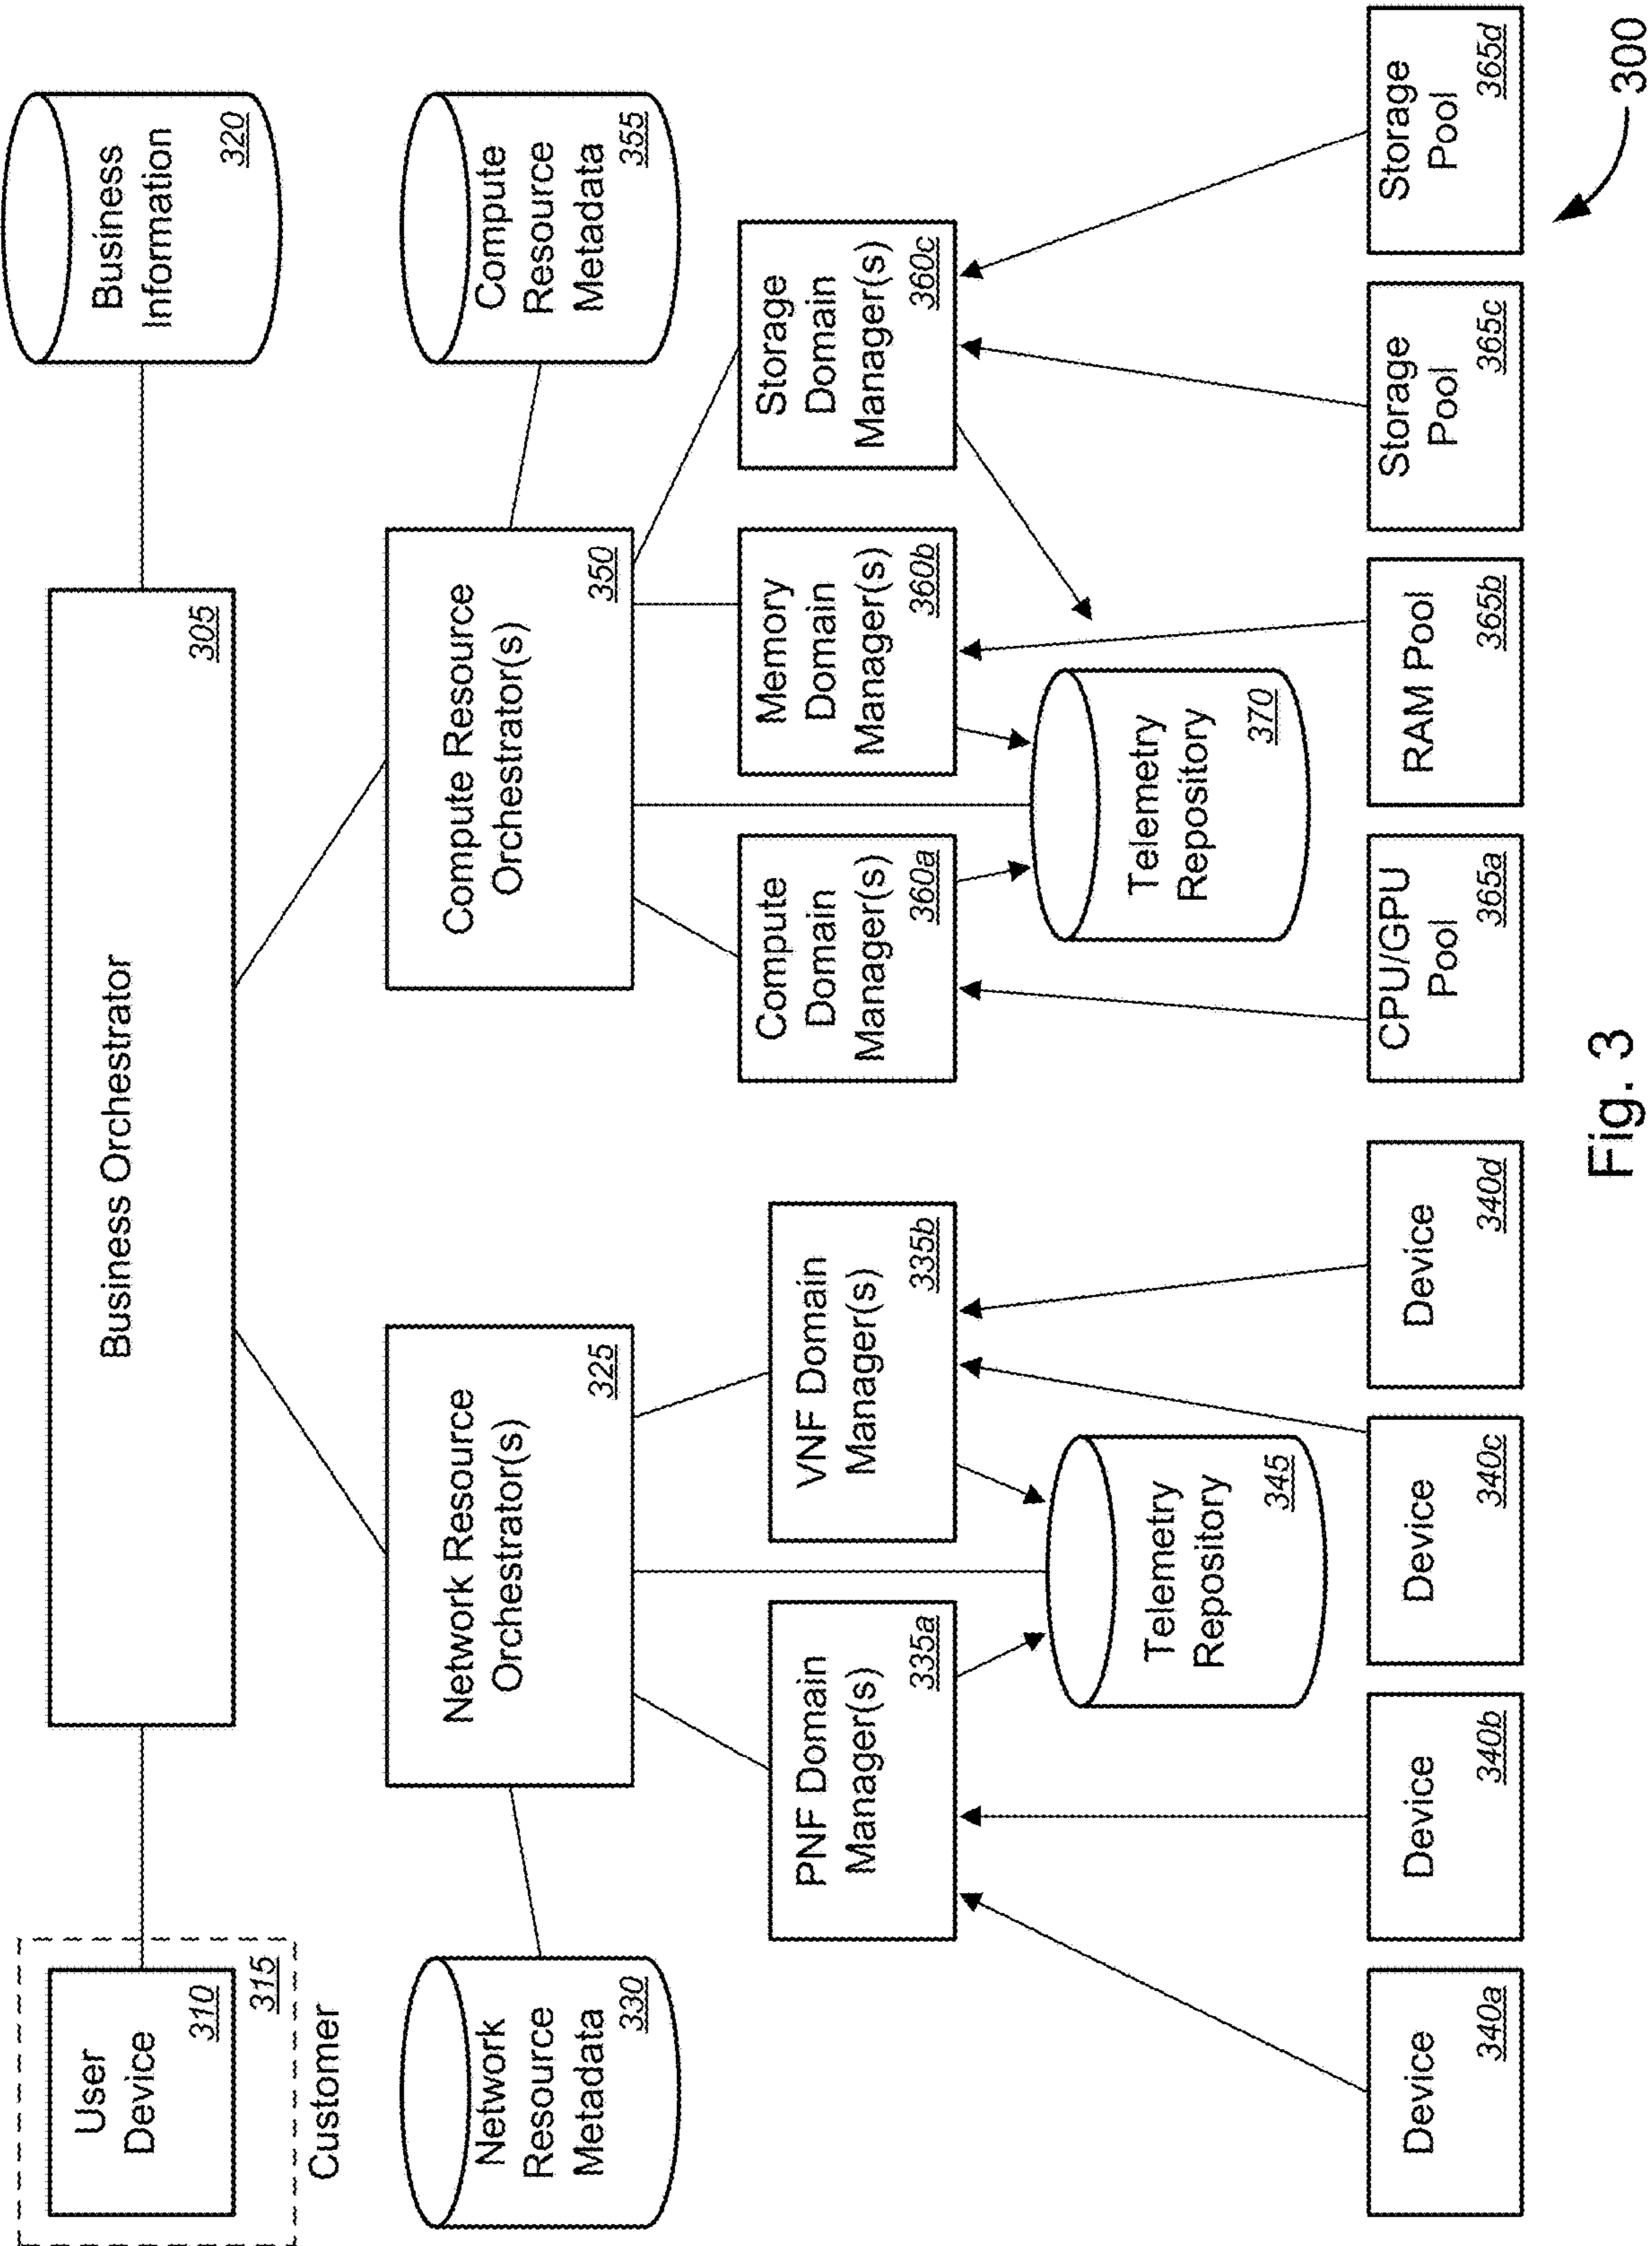 User
Device
310
315
Customer
Business Orchestrator
305
Business
Information
320
Network
Resource
Metadata
330
Network Resource
Orchestrator(s)
325
Compute Resource
Orchestrator(s)
350
Compute
Resource
Metadata
355
PNF Domain
Manager(s)
335a
VNF Domain
Manager(s)
335b
Compute
Domain
Manager(s)
360a
Memory
Domain
Manager(s)
360b
Storage
Domain
Manager(s)
360c
Telemetry
Repository
345
Telemetry
Repository
370
Device
340a
Device
340b
Device
340c
Device
340d
CPU/GPU
Pool
365a
RAM Pool
365b
Storage
Pool
365c
Storage
Pool
365d
300
Fig. 3